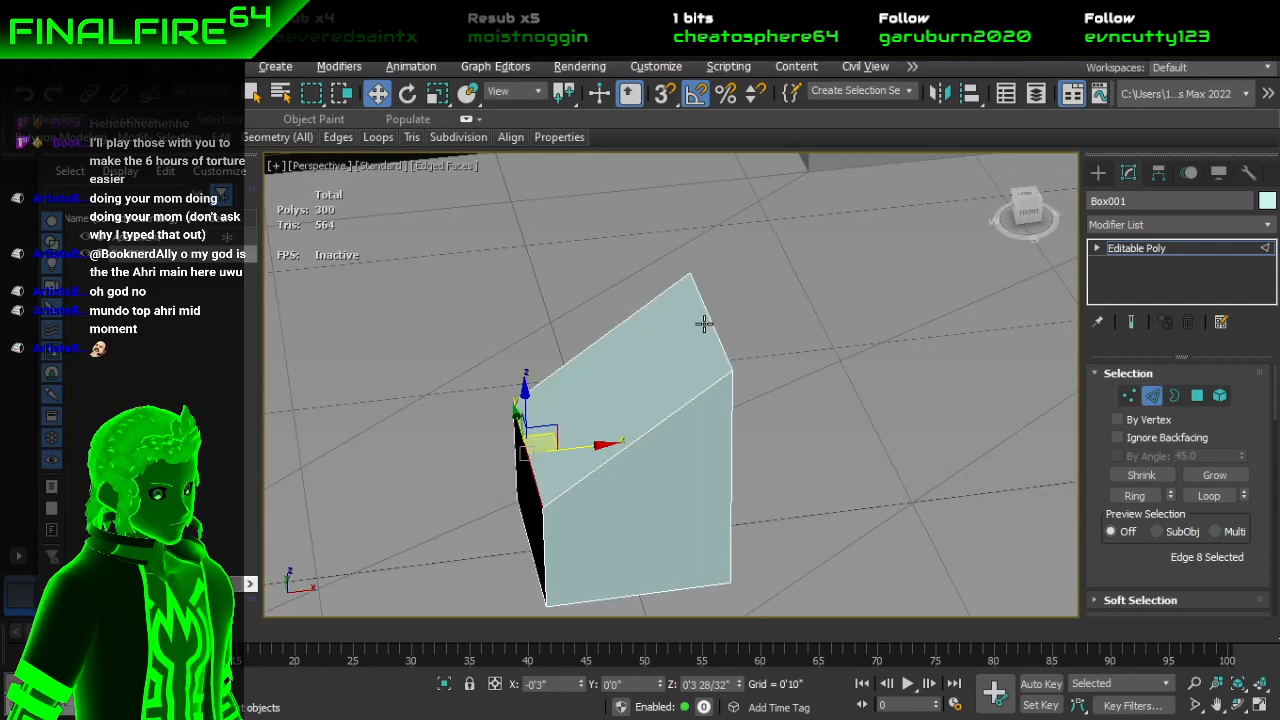 FINALFIRE64
Resub x4
severedsaintx
Resub x5
moistnoggin
1 bits
cheatosphere64
Follow
garuburn2020
Follow
evncutty123
Create Modifiers Animation Graph Editors Rendering Customize Scripting Content Civil View
Workspaces: Default
View
Create Selection Se
C:\Users\1...s Max 2022
Object Paint Populate
Geometry (All) Edges Loops Tris Subdivision Align Properties
Select Display Edit Customize
Heheeheehehehe
Book
I'll play those with you to
make the 6 hours of torture
easier
doing your mom doing
doing your mom (don't ask
why I typed that out)
@BooknerdAlly o my god is
the the Ahri main here uwu
oh god no
mundo top ahri mid
moment
[+] [Perspective] [Standard] [Edged Faces]
Total
Polys: 300
Tris: 564
FPS: Inactive
TOP
FRONT
z
y
x
z
x
Box001
Modifier List
Editable Poly
Selection
By Vertex
Ignore Backfacing
By Angle: 45.0
Shrink Grow
Ring Loop
Preview Selection
Off SubObj Multi
Edge 8 Selected
Soft Selection
15 20 25 30 35 40 45 50 55 60 65 70 75 80 85 90 95 100
X: -0'3" Y: 0'0" Z: 0'3 28/32" Grid = 0'10"
Auto Key Selected
ct objects
Enabled: 0 Add Time Tag
0
Set Key Key Filters...